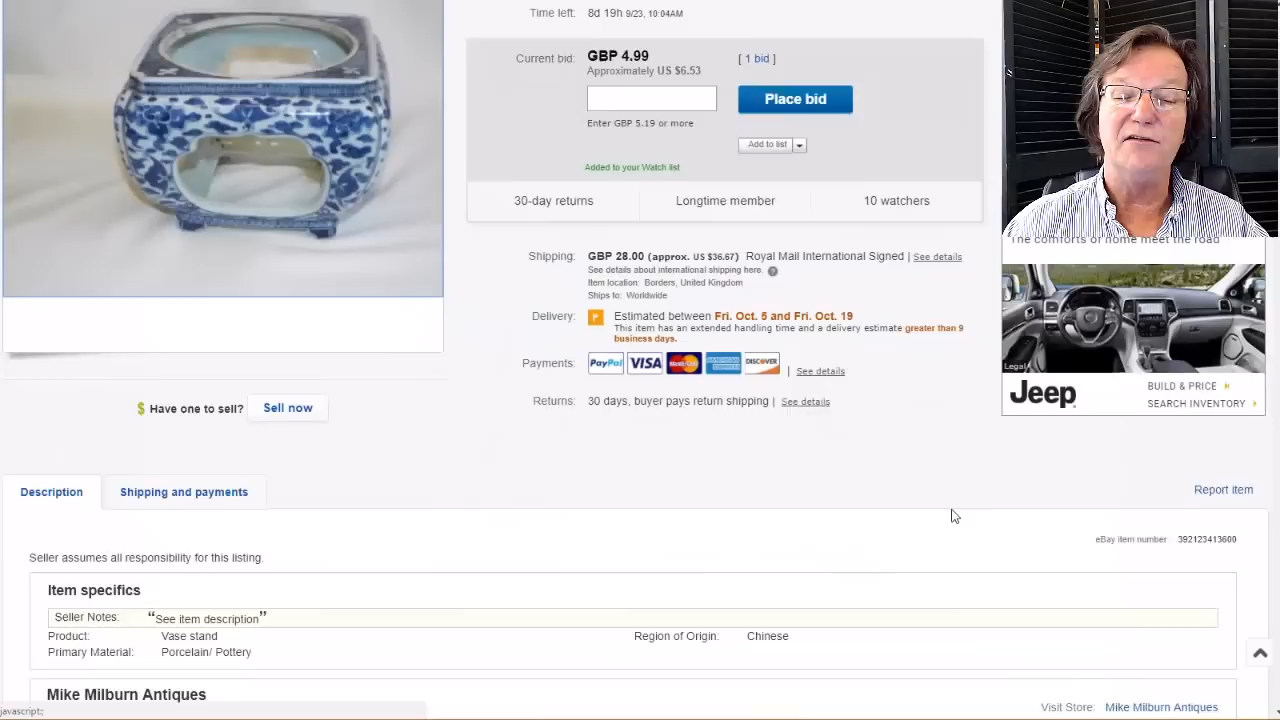 Time left: 8d 19h 9/23, 10:04AM
Current bid: GBP 4.99 [ 1 bid ]
Approximately US $6.53
Place bid
Enter GBP 5.19 or more
Add to list
Added to your Watch list
30-day returns Longtime member 10 watchers
Shipping: GBP 28.00 (approx. US $36.67) Royal Mail International Signed | See details
See details about international shipping here. ?
Item location: Borders, United Kingdom
Ships to: Worldwide
Delivery: Estimated between Fri. Oct. 5 and Fri. Oct. 19
This item has an extended handling time and a delivery estimate greater than 9
business days.
Payments: PayPal VISA MasterCard AMERICAN EXPRESS DISCOVER | See details
Returns: 30 days, buyer pays return shipping | See details
The comforts of home meet the road
Legal
Jeep
BUILD & PRICE
SEARCH INVENTORY
$ Have one to sell? Sell now
Description Shipping and payments
Report item
eBay item number: 392123413600
Seller assumes all responsibility for this listing.
Item specifics
Seller Notes: “See item description”
Product: Vase stand Region of Origin: Chinese
Primary Material: Porcelain/ Pottery
Mike Milburn Antiques
Visit Store: Mike Milburn Antiques
javascript:;